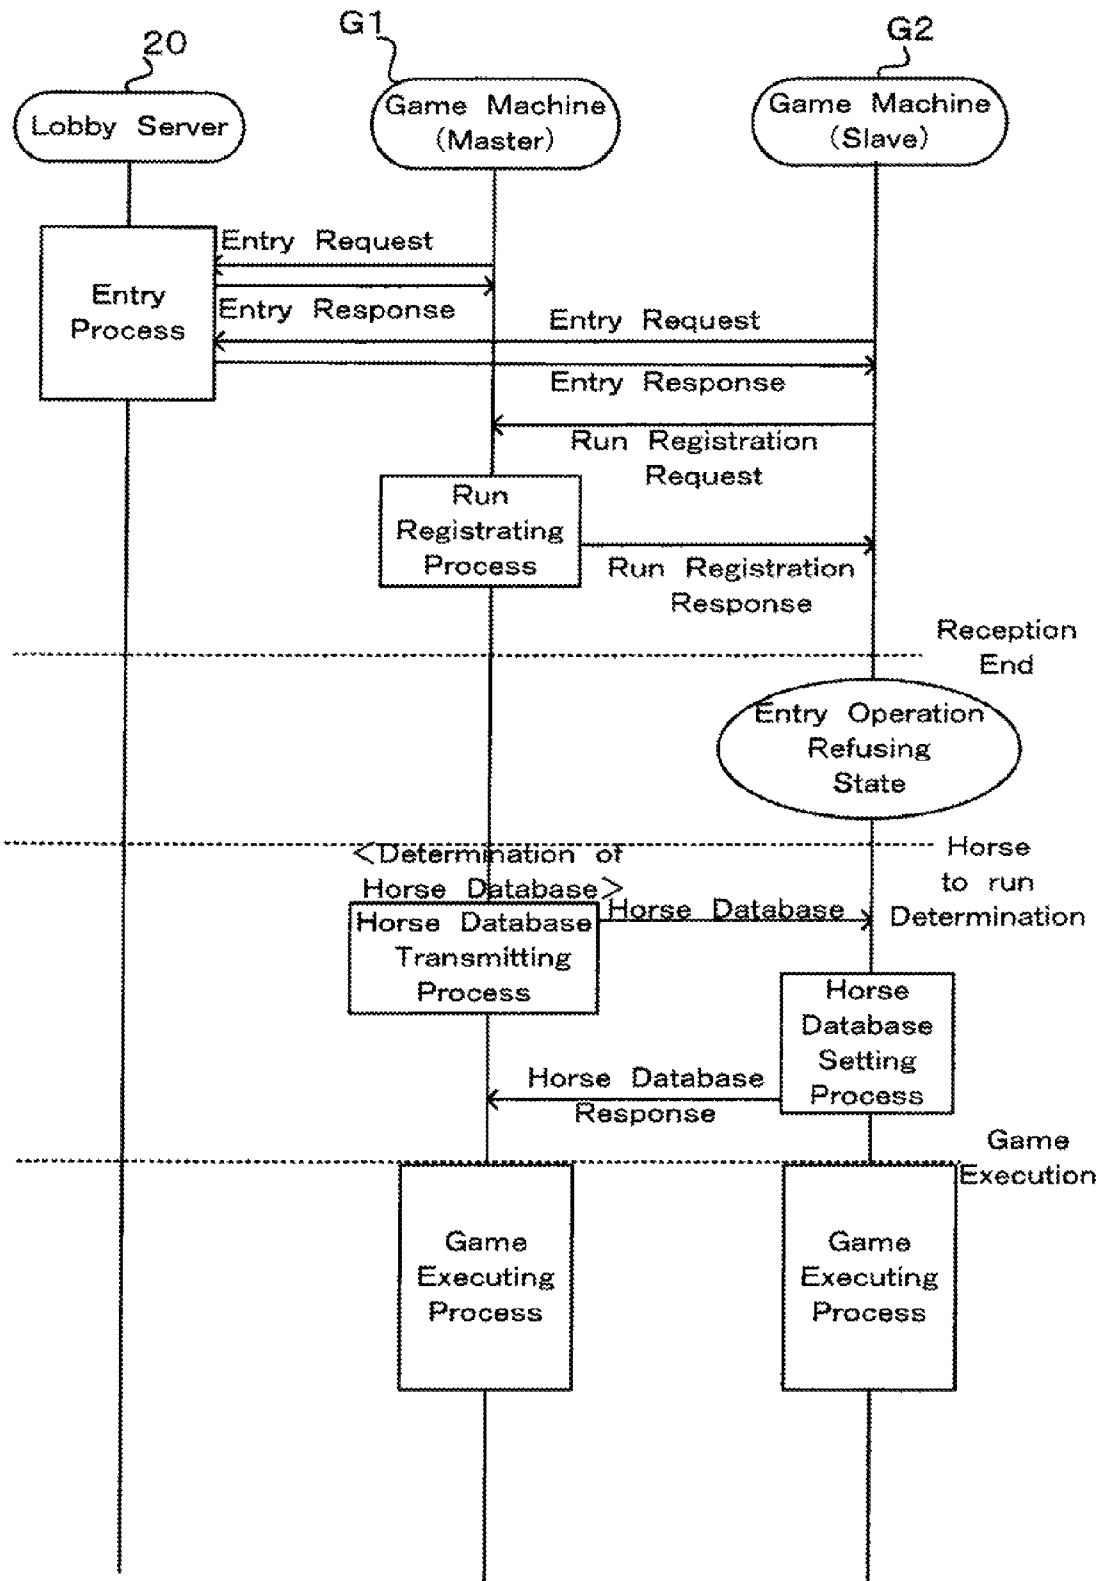 20
G1
G2
Lobby Server
Game Machine
(Master)
Game Machine
(Slave)
Entry Request
Entry
Process
Entry Response
Entry Request
Entry Response
Run Registration
Request
Run
Registrating
Process
Run Registration
Response
Reception
End
Entry Operation
Refusing
State
<Determination of
Horse Database>
Horse
to run
Determination
Horse Database
Horse Database
Transmitting
Process
Horse
Database
Setting
Process
Horse Database
Response
Game
Execution
Game
Executing
Process
Game
Executing
Process